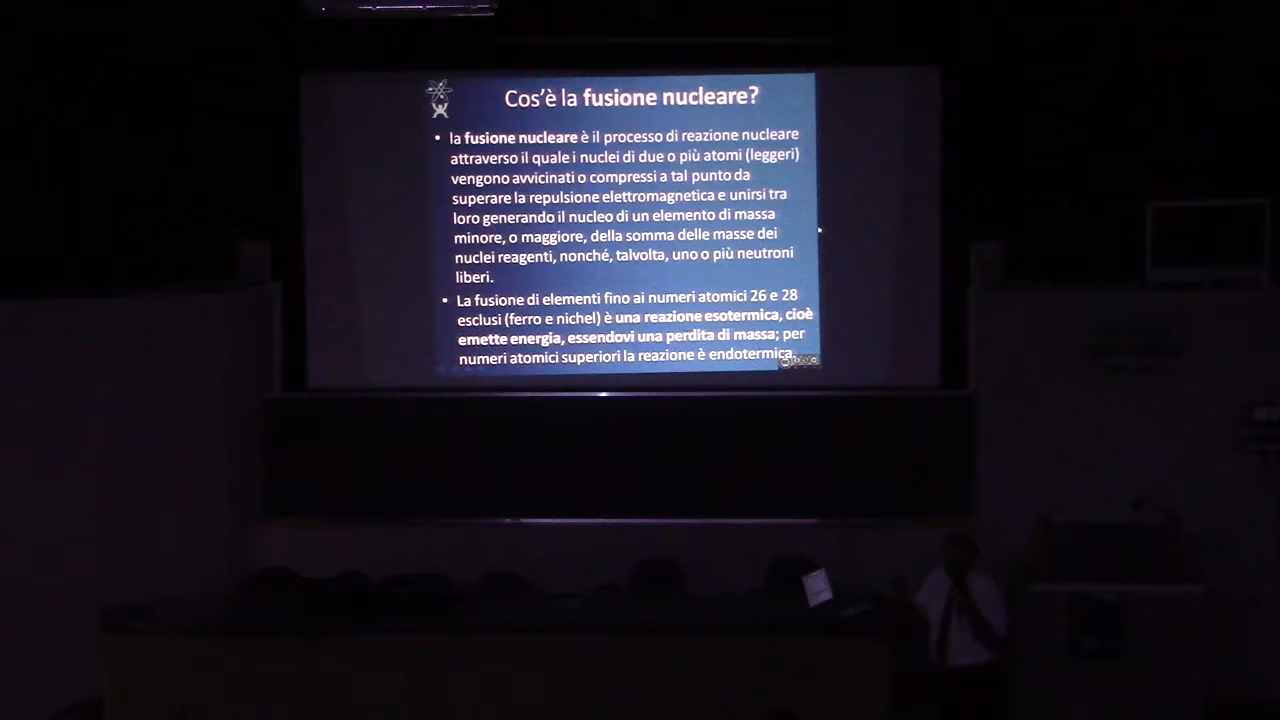 Cos'è la fusione nucleare?
• la fusione nucleare è il processo di reazione nucleare
attraverso il quale i nuclei di due o più atomi (leggeri)
vengono avvicinati o compressi a tal punto da
superare la repulsione elettromagnetica e unirsi tra
loro generando il nucleo di un elemento di massa
minore, o maggiore, della somma delle masse dei
nuclei reagenti, nonché, talvolta, uno o più neutroni
liberi.
• La fusione di elementi fino ai numeri atomici 26 e 28
esclusi (ferro e nichel) è una reazione esotermica, cioè
emette energia, essendovi una perdita di massa; per
numeri atomici superiori la reazione è endotermica.